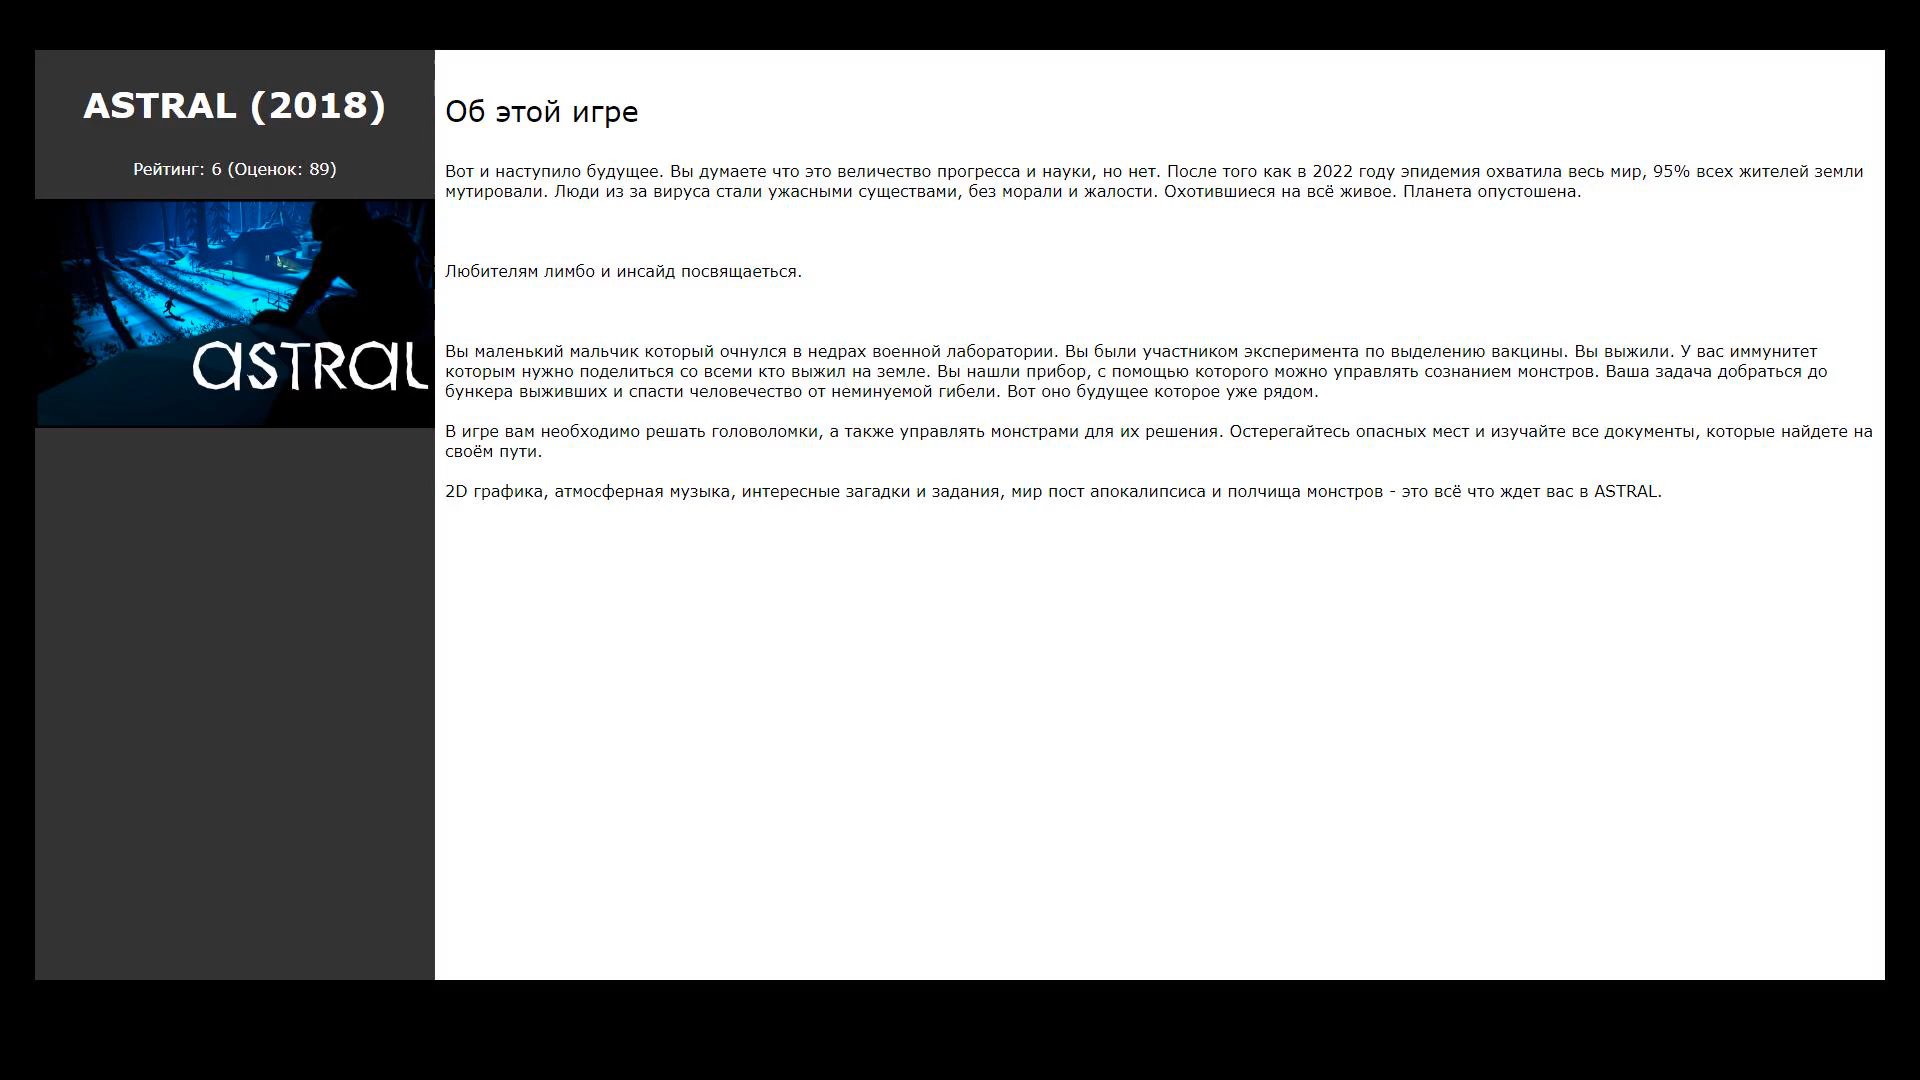 ASTRAL (2018)
Рейтинг: 6 (Оценок: 89)
ASTRAL
Об этой игре
Вот и наступило будущее. Вы думаете что это величество прогресса и науки, но нет. После того как в 2022 году эпидемия охватила весь мир, 95% всех жителей земли
мутировали. Люди из за вируса стали ужасными существами, без морали и жалости. Охотившиеся на всё живое. Планета опустошена.
Любителям лимбо и инсайд посвящаеться.
Вы маленький мальчик который очнулся в недрах военной лаборатории. Вы были участником эксперимента по выделению вакцины. Вы выжили. У вас иммунитет
которым нужно поделиться со всеми кто выжил на земле. Вы нашли прибор, с помощью которого можно управлять сознанием монстров. Ваша задача добраться до
бункера выживших и спасти человечество от неминуемой гибели. Вот оно будущее которое уже рядом.
В игре вам необходимо решать головоломки, а также управлять монстрами для их решения. Остерегайтесь опасных мест и изучайте все документы, которые найдете на
своём пути.
2D графика, атмосферная музыка, интересные загадки и задания, мир пост апокалипсиса и полчища монстров - это всё что ждет вас в ASTRAL.